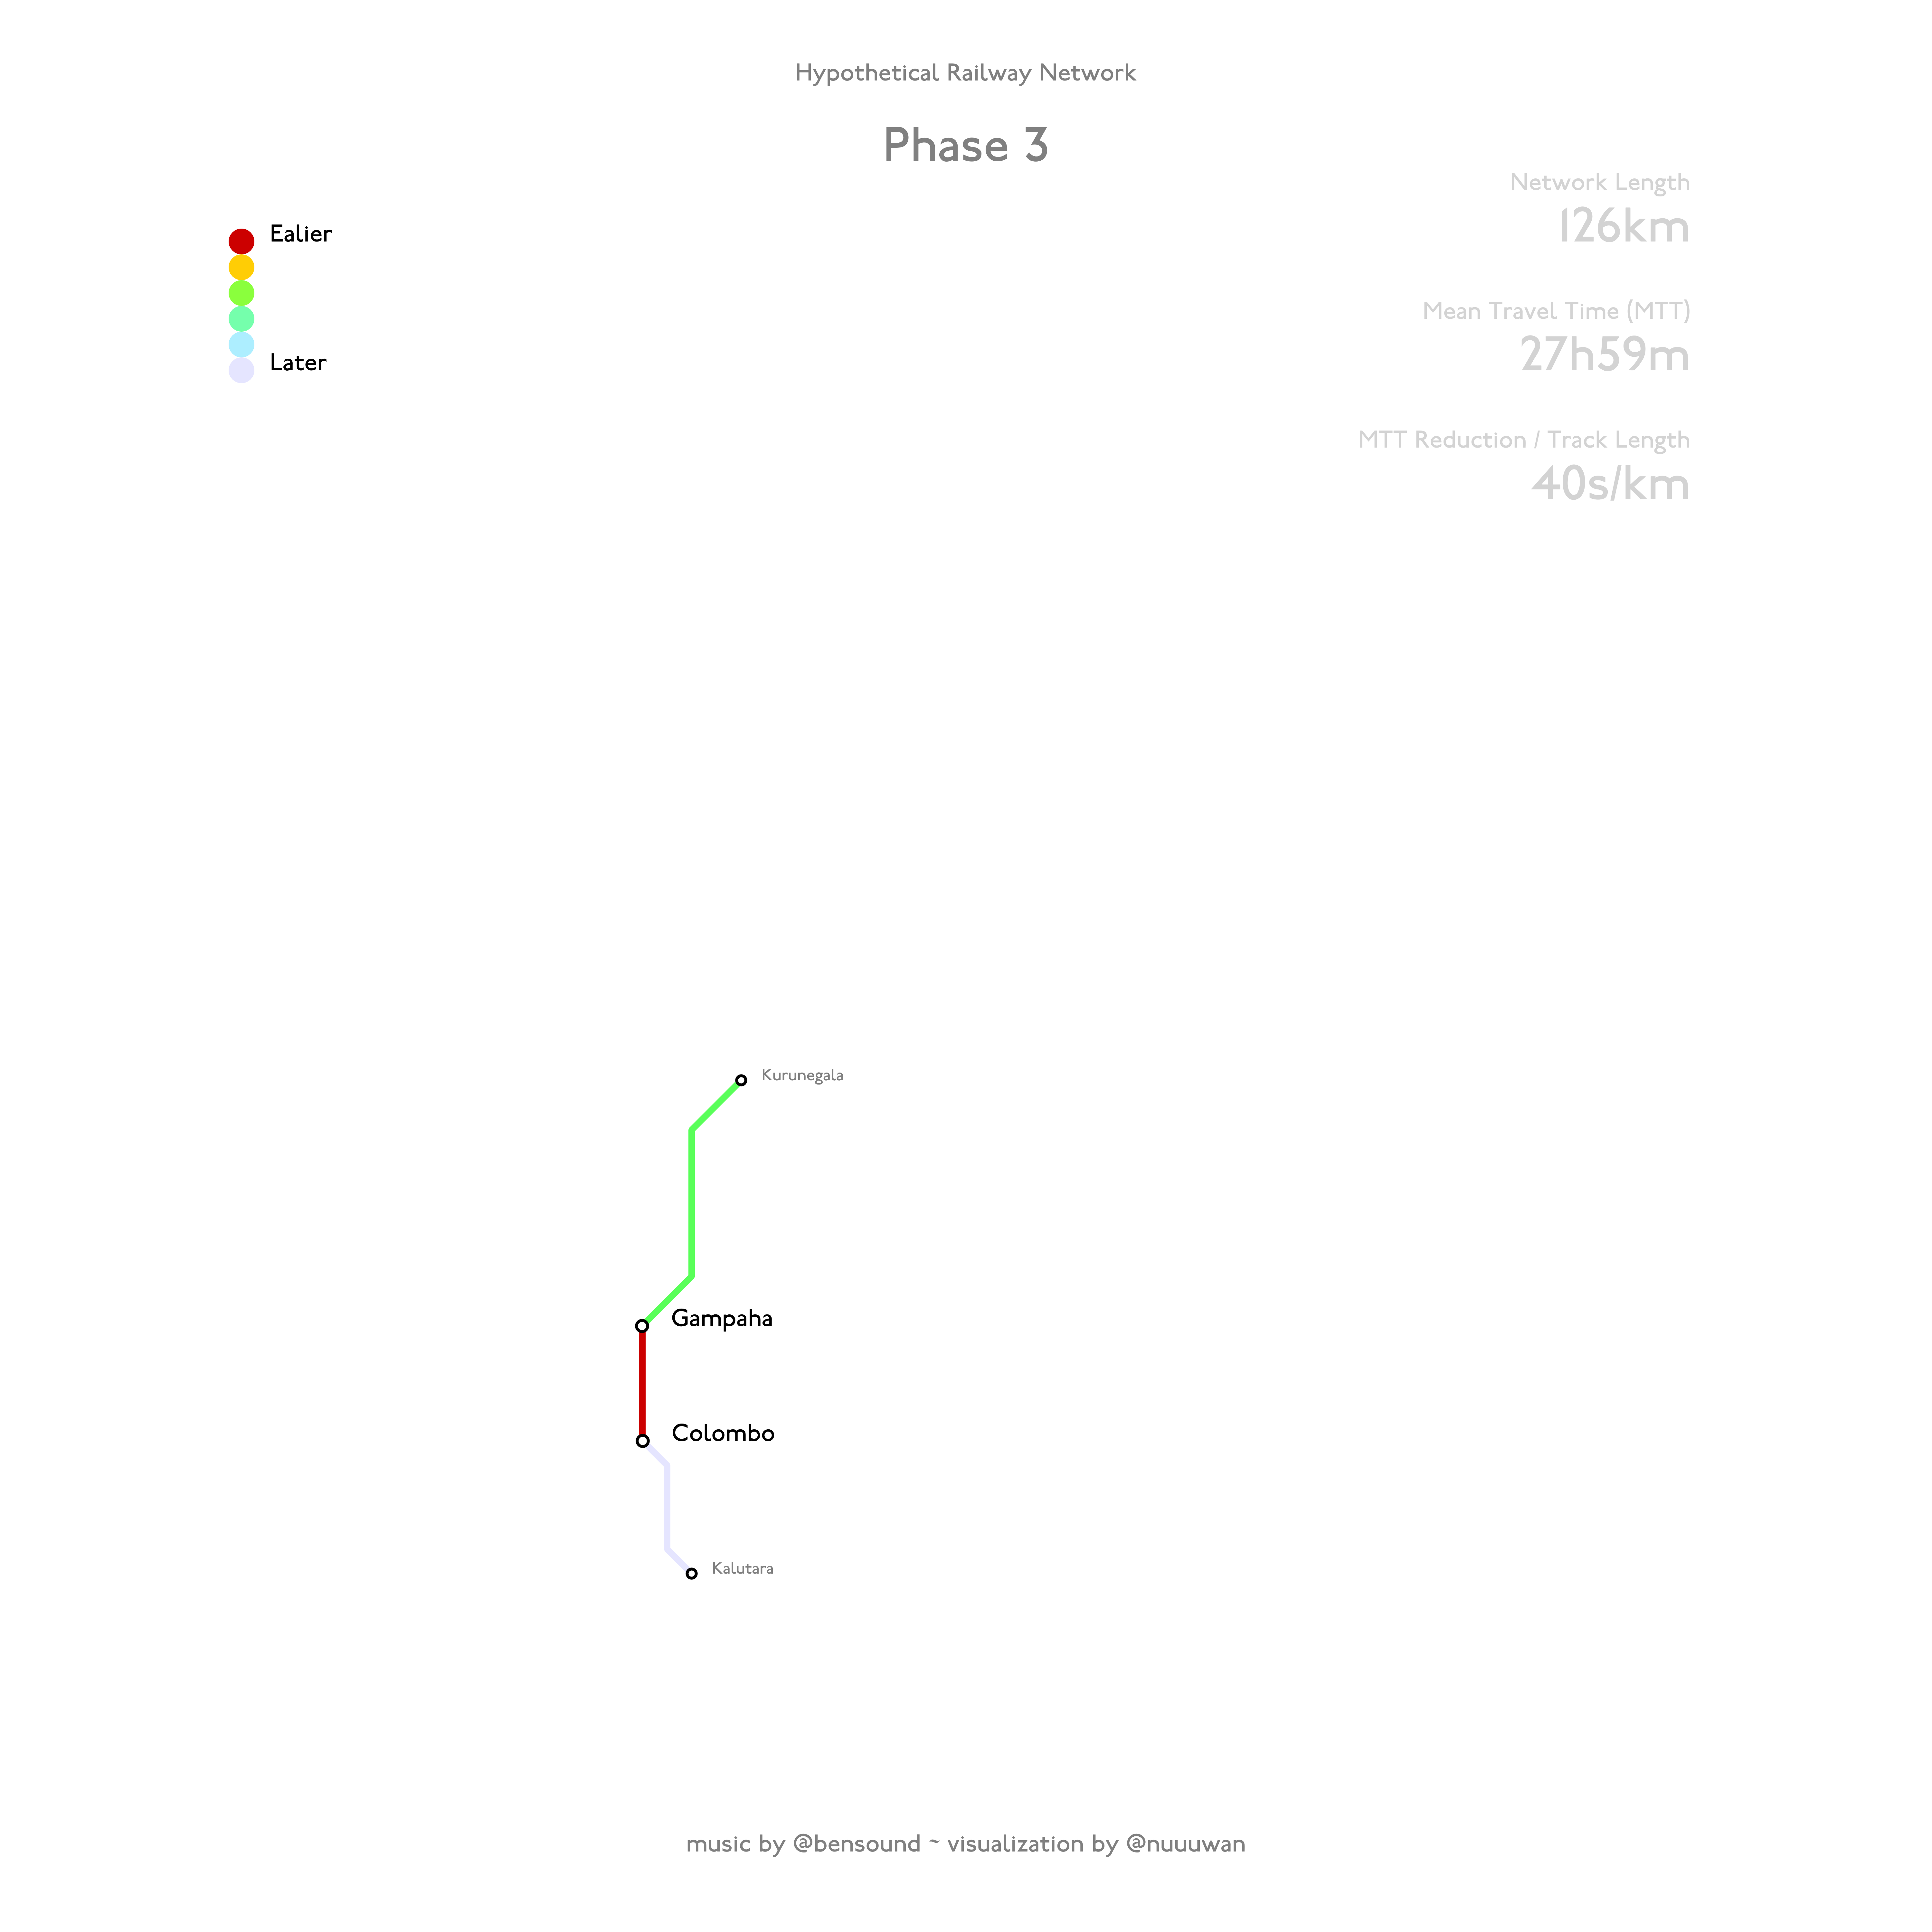 Hypothetical Railway Network
Phase 3
Network Length
126km
Ealier
Mean Travel Time (MTT)
27h59m
Later
MTT Reduction / Track Length
40s/km
Kurunegala
Gampaha
Colombo
Kalutara
music by @bensound ~ visualization by @nuuuwan